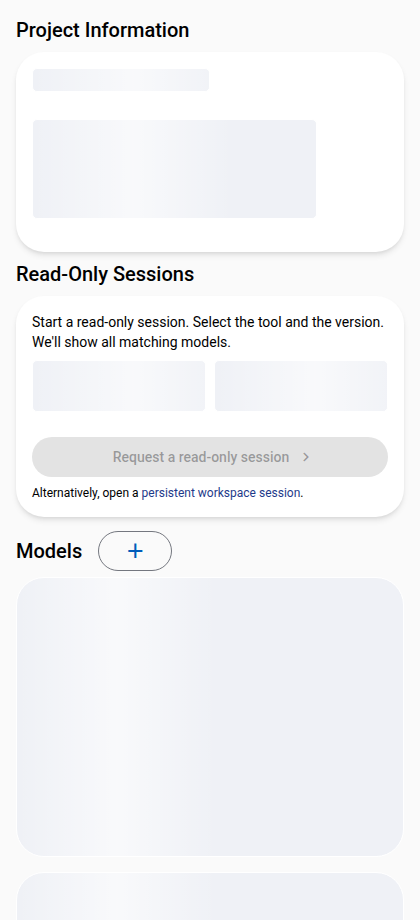 Project Information
Read-Only Sessions
Start a read-only session. Select the tool and the version.
We'll show all matching models.
Request a read-only session
Alternatively, open a persistent workspace session.
Models